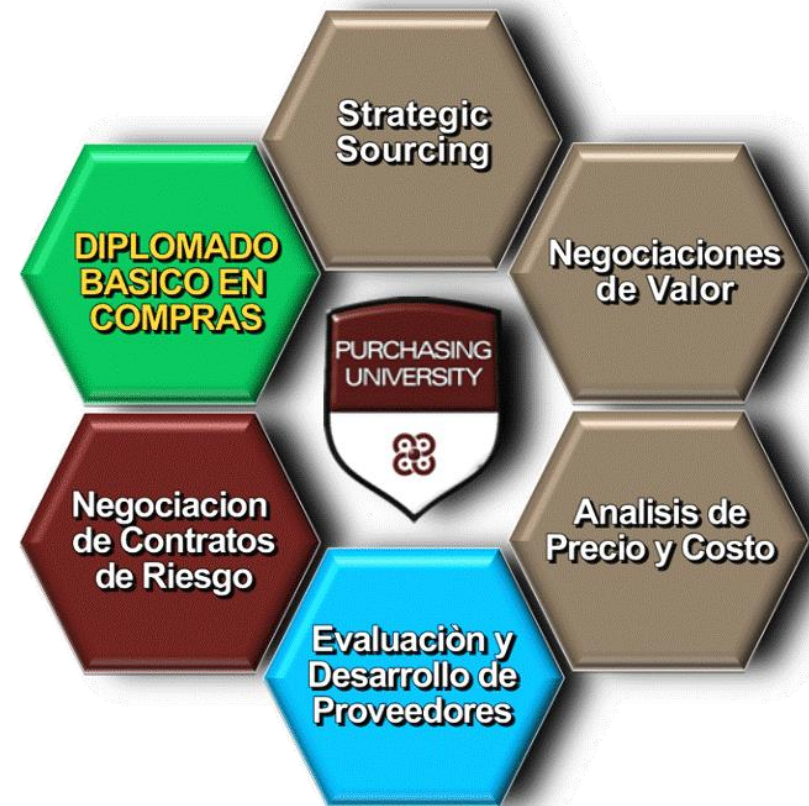 Strategic
Sourcing
DIPLOMADO
BASICO EN
COMPRAS
Negociaciones
de Valor
PURCHASING
UNIVERSITY
Negociacion
de Contratos
de Riesgo
Analisis de
Precio y Costo
Evaluaciòn y
Desarrollo de
Proveedores